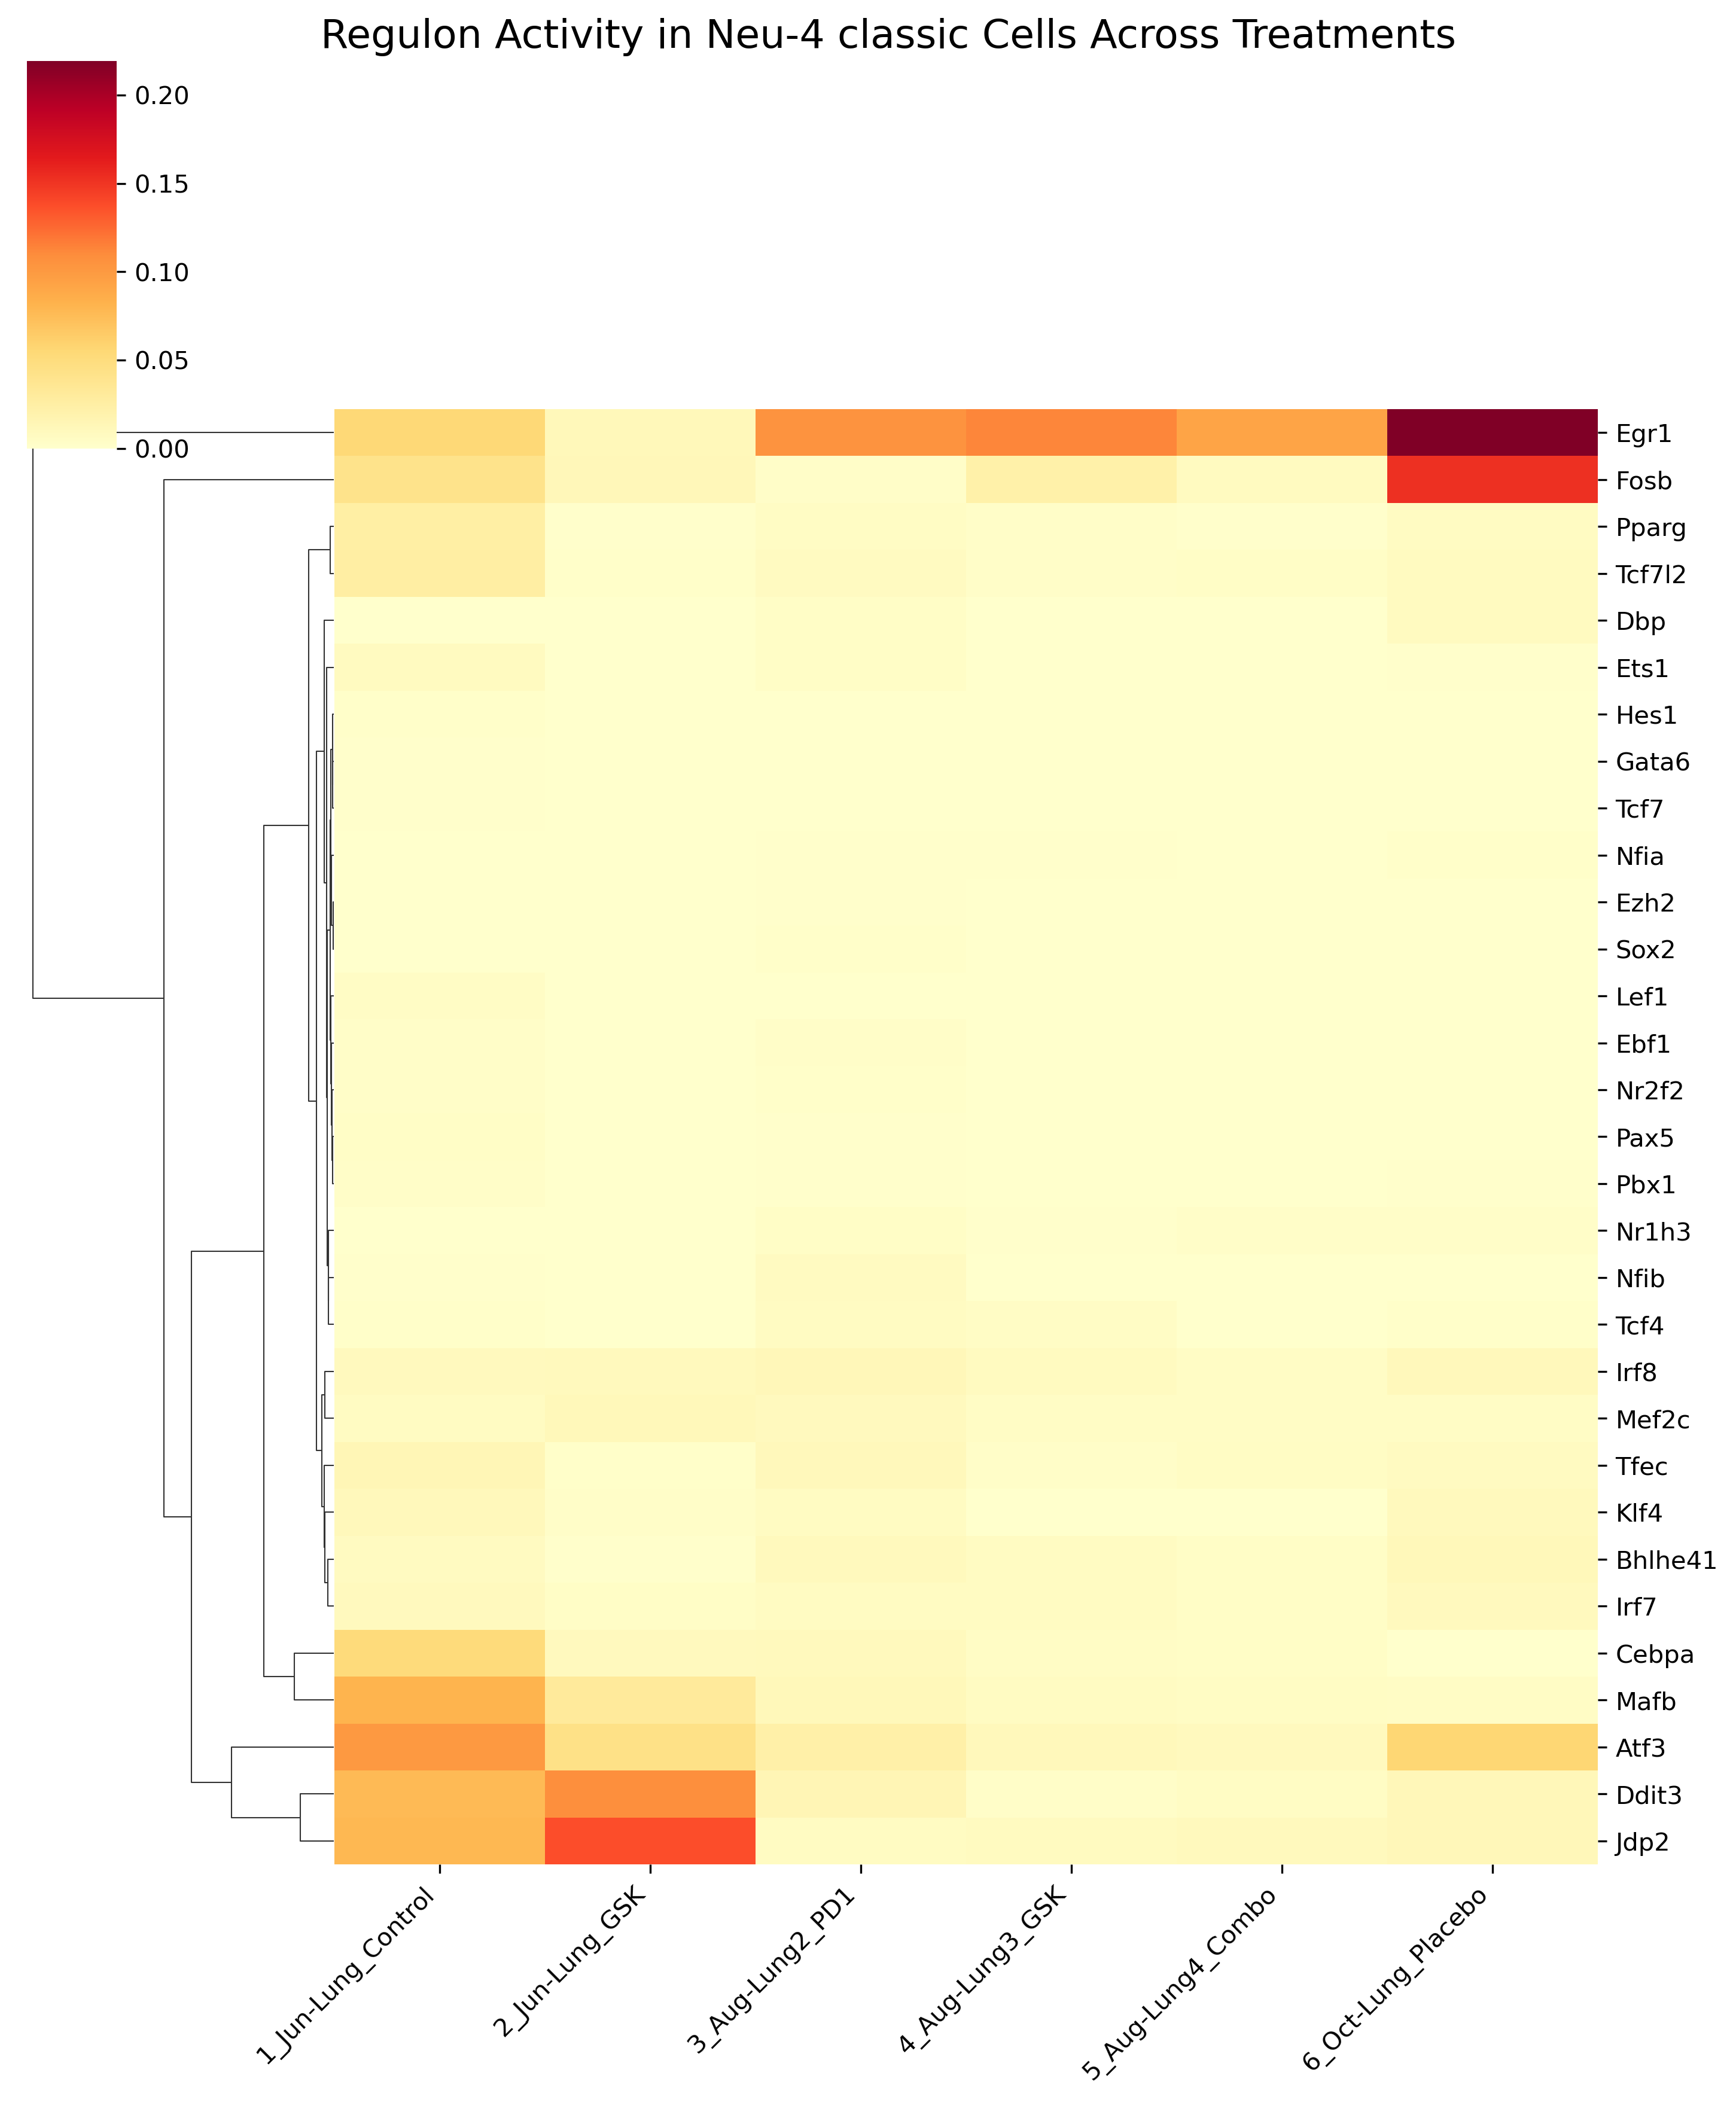 Regulon Activity in Neu-4 classic Cells Across Treatments
0.20
0.15
0.10
0.05
0.00
Egr1
Fosb
Pparg
Tcf7l2
Dbp
Ets1
Hes1
Gata6
Tcf7
Nfia
Ezh2
Sox2
Lef1
Ebf1
Nr2f2
Pax5
Pbx1
Nr1h3
Nfib
Tcf4
Irf8
Mef2c
Tfec
Klf4
Bhlhe41
Irf7
Cebpa
Mafb
Atf3
Ddit3
Jdp2
1_Jun-Lung_Control
2_Jun-Lung_GSK
3_Aug-Lung2_PD1
4_Aug-Lung3_GSK
5_Aug-Lung4_Combo
6_Oct-Lung_Placebo